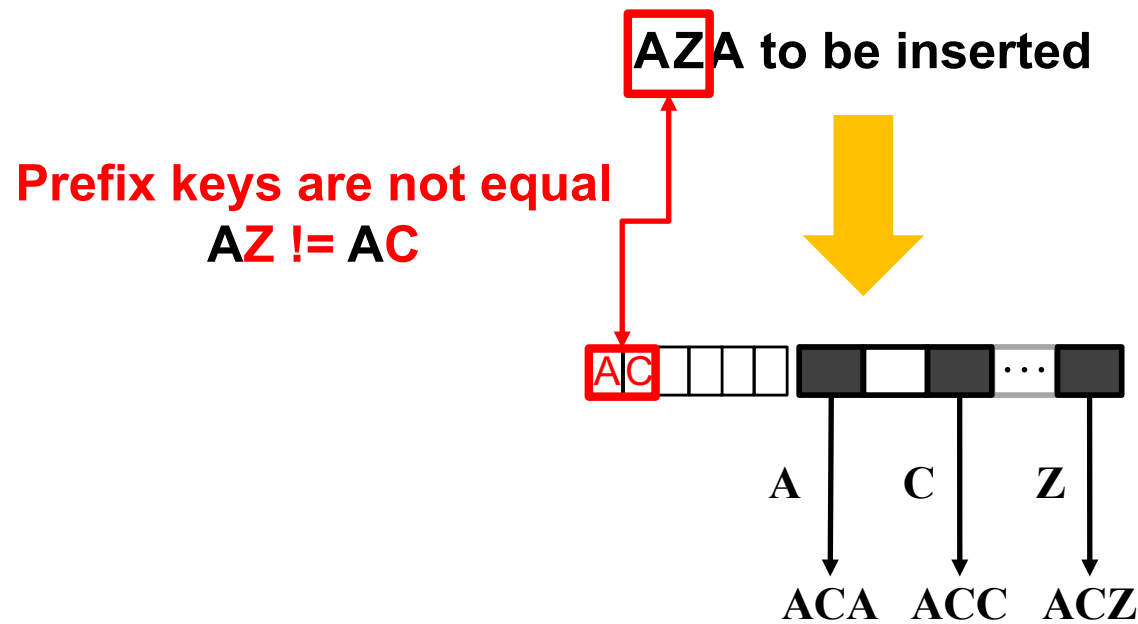 AZA to be inserted
Prefix keys are not equal
AZ != AC
AC
...
A C Z
ACA ACC ACZ